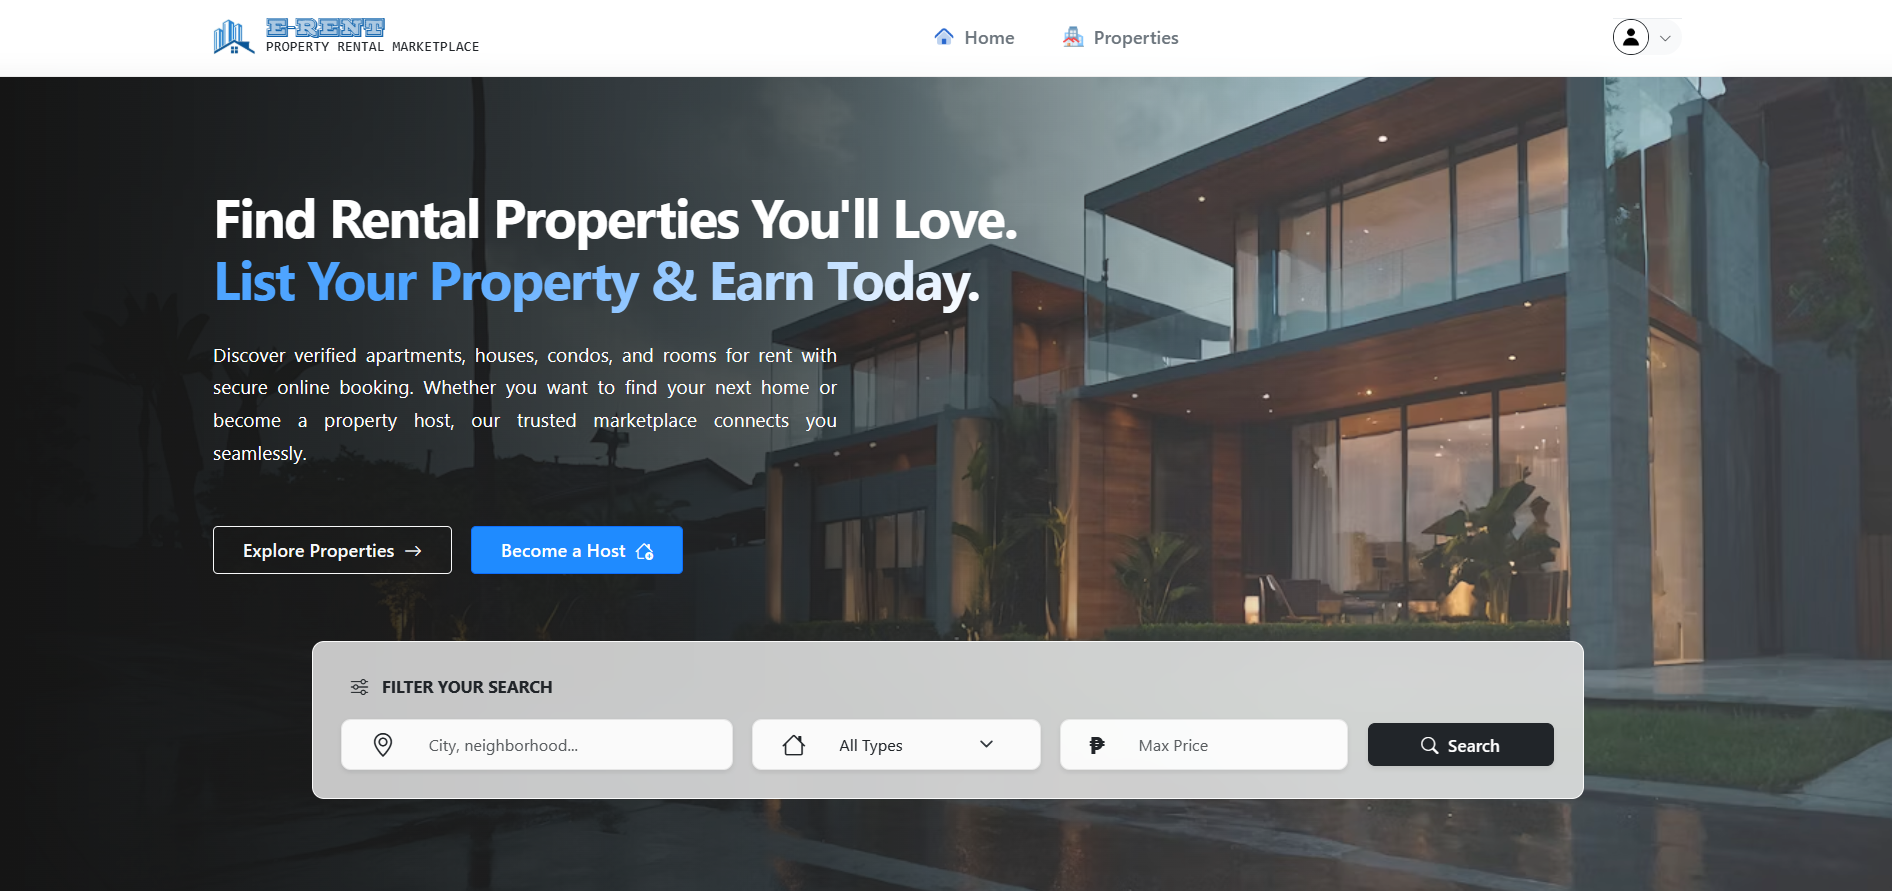 E-RENT
PROPERTY RENTAL MARKETPLACE
Home
Properties
Find Rental Properties You'll Love.
List Your Property & Earn Today.
Discover verified apartments, houses, condos, and rooms for rent with
secure online booking. Whether you want to find your next home or
become a property host, our trusted marketplace connects you
seamlessly.
Explore Properties →
Become a Host
FILTER YOUR SEARCH
City, neighborhood...
All Types
₱ Max Price
Search